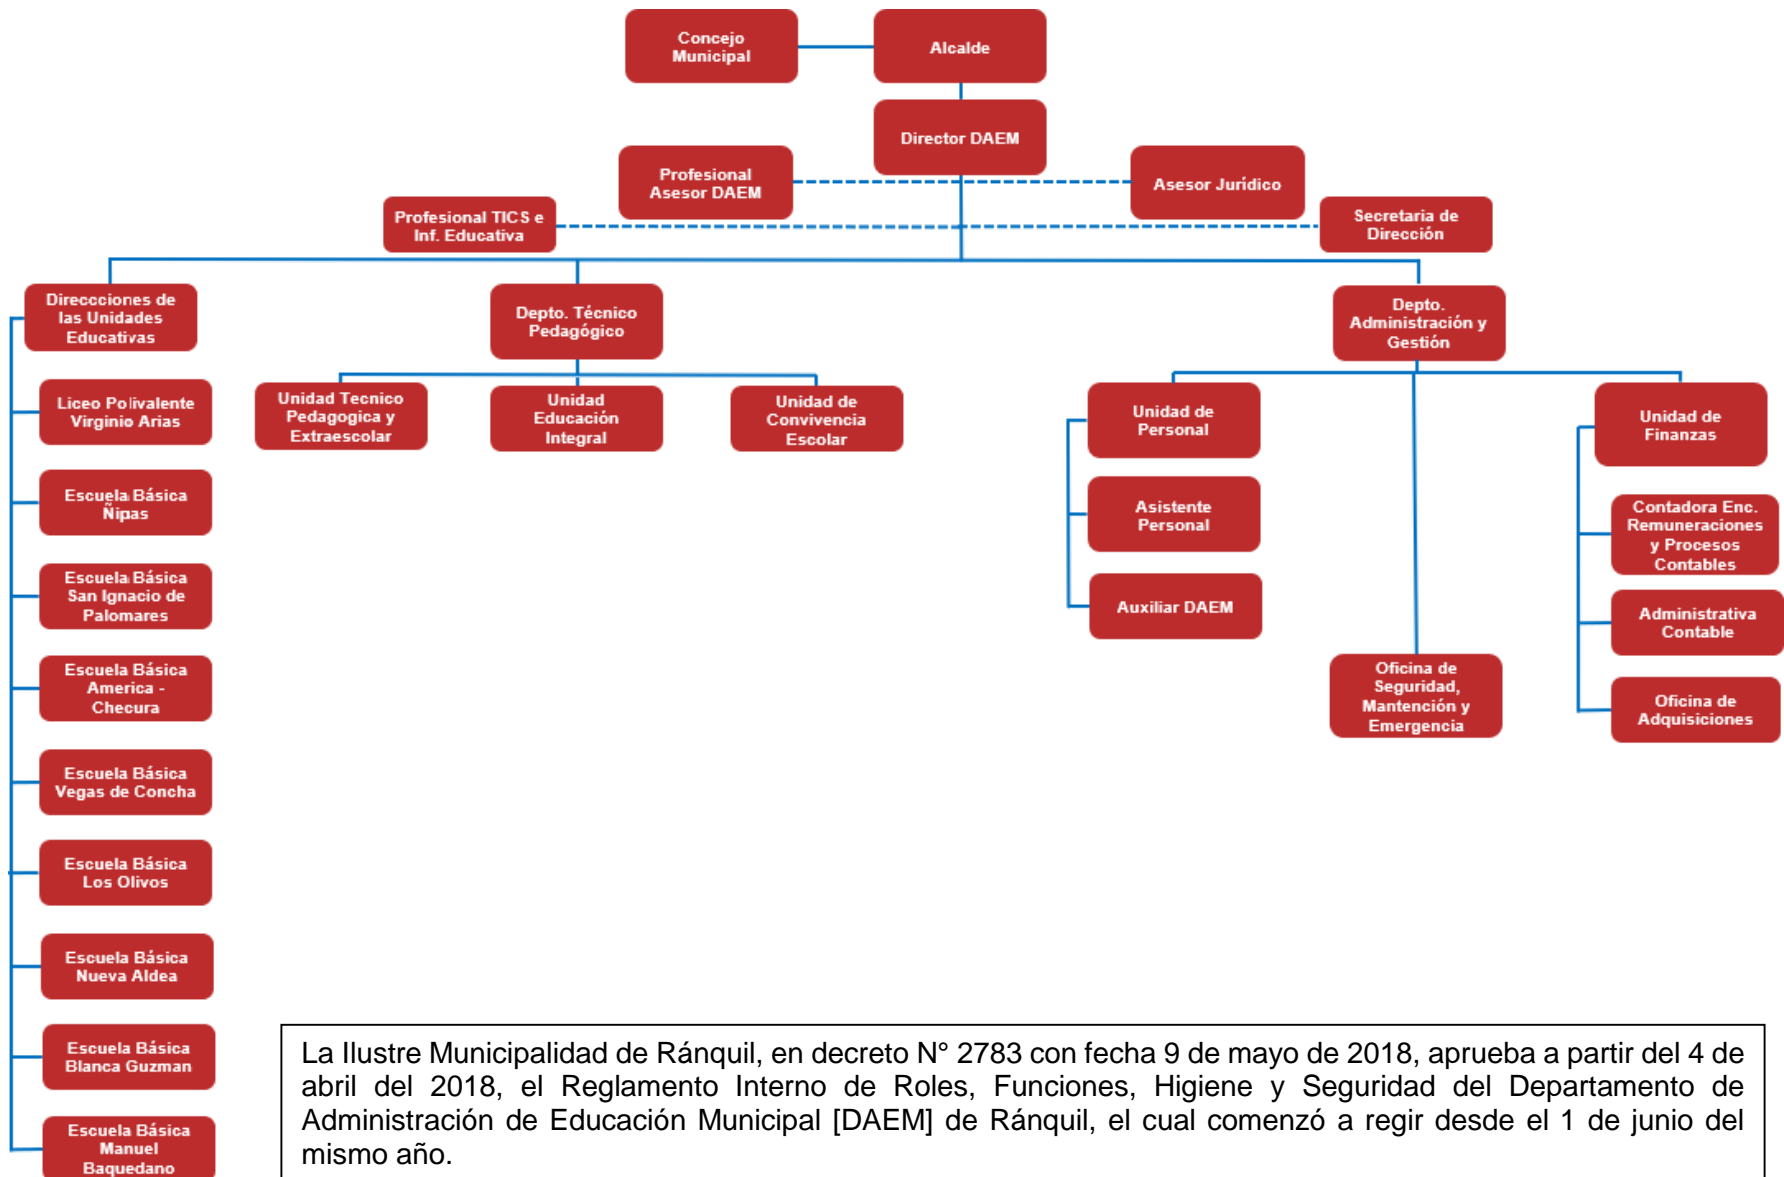 Concejo
Municipal
Alcalde
Director DAEM
Profesional
Asesor DAEM
Asesor Jurídico
Profesional TICS e
Inf. Educativa
Secretaria de
Dirección
Direcciones de
las Unidades
Educativas
Depto. Técnico
Pedagógico
Depto.
Administración y
Gestión
Liceo Polivalente
Virginio Arias
Escuela Básica
Ñipas
Escuela Básica
San Ignacio de
Palomares
Escuela Básica
America -
Checura
Escuela Básica
Vegas de Concha
Escuela Básica
Los Olivos
Escuela Básica
Nueva Aldea
Escuela Básica
Blanca Guzman
Escuela Básica
Manuel
Baquedano
Unidad Tecnico
Pedagogica y
Extraescolar
Unidad
Educación
Integral
Unidad de
Convivencia
Escolar
Unidad de
Personal
Asistente
Personal
Auxiliar DAEM
Oficina de
Seguridad,
Mantención y
Emergencia
Unidad de
Finanzas
Contadora Enc.
Remuneraciones
y Procesos
Contables
Administrativa
Contable
Oficina de
Adquisiciones
La Ilustre Municipalidad de Ránquil, en decreto N° 2783 con fecha 9 de mayo de 2018, aprueba a partir del 4 de
abril del 2018, el Reglamento Interno de Roles, Funciones, Higiene y Seguridad del Departamento de
Administración de Educación Municipal [DAEM] de Ránquil, el cual comenzó a regir desde el 1 de junio del
mismo año.